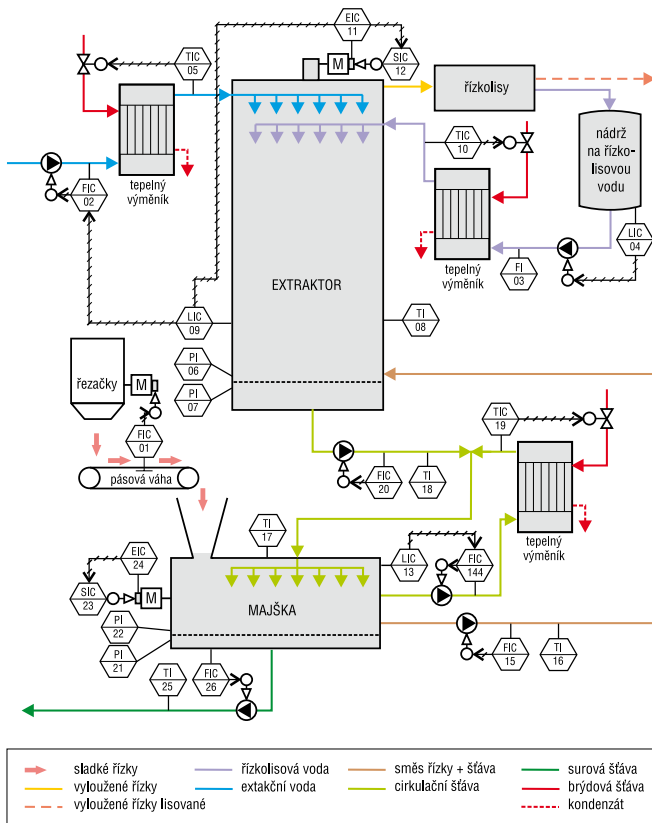 EIC
11
SIC
12
M
TIC
05
tepelný
výměník
FIC
02
řízkolisy
nádrž
na řízko-
lisovou
vodu
TIC
10
LIC
04
FI
03
tepelný
výměník
EXTRAKTOR
LIC
09
TI
08
PI
06
PI
07
řezačky
M
FIC
01
pásová váha
TIC
19
FIC
20
TI
18
tepelný
výměník
TI
17
LIC
13
FIC
144
EIC
24
SIC
23
M
MAJŠKA
PI
22
PI
21
TI
25
FIC
26
FIC
15
TI
16
sladké řízky
vyloužené řízky
vyloužené řízky lisované
řízkolisová voda
extakční voda
směs řízky + šťáva
cirkulační šťáva
surová šťáva
brýdová šťáva
kondenzát